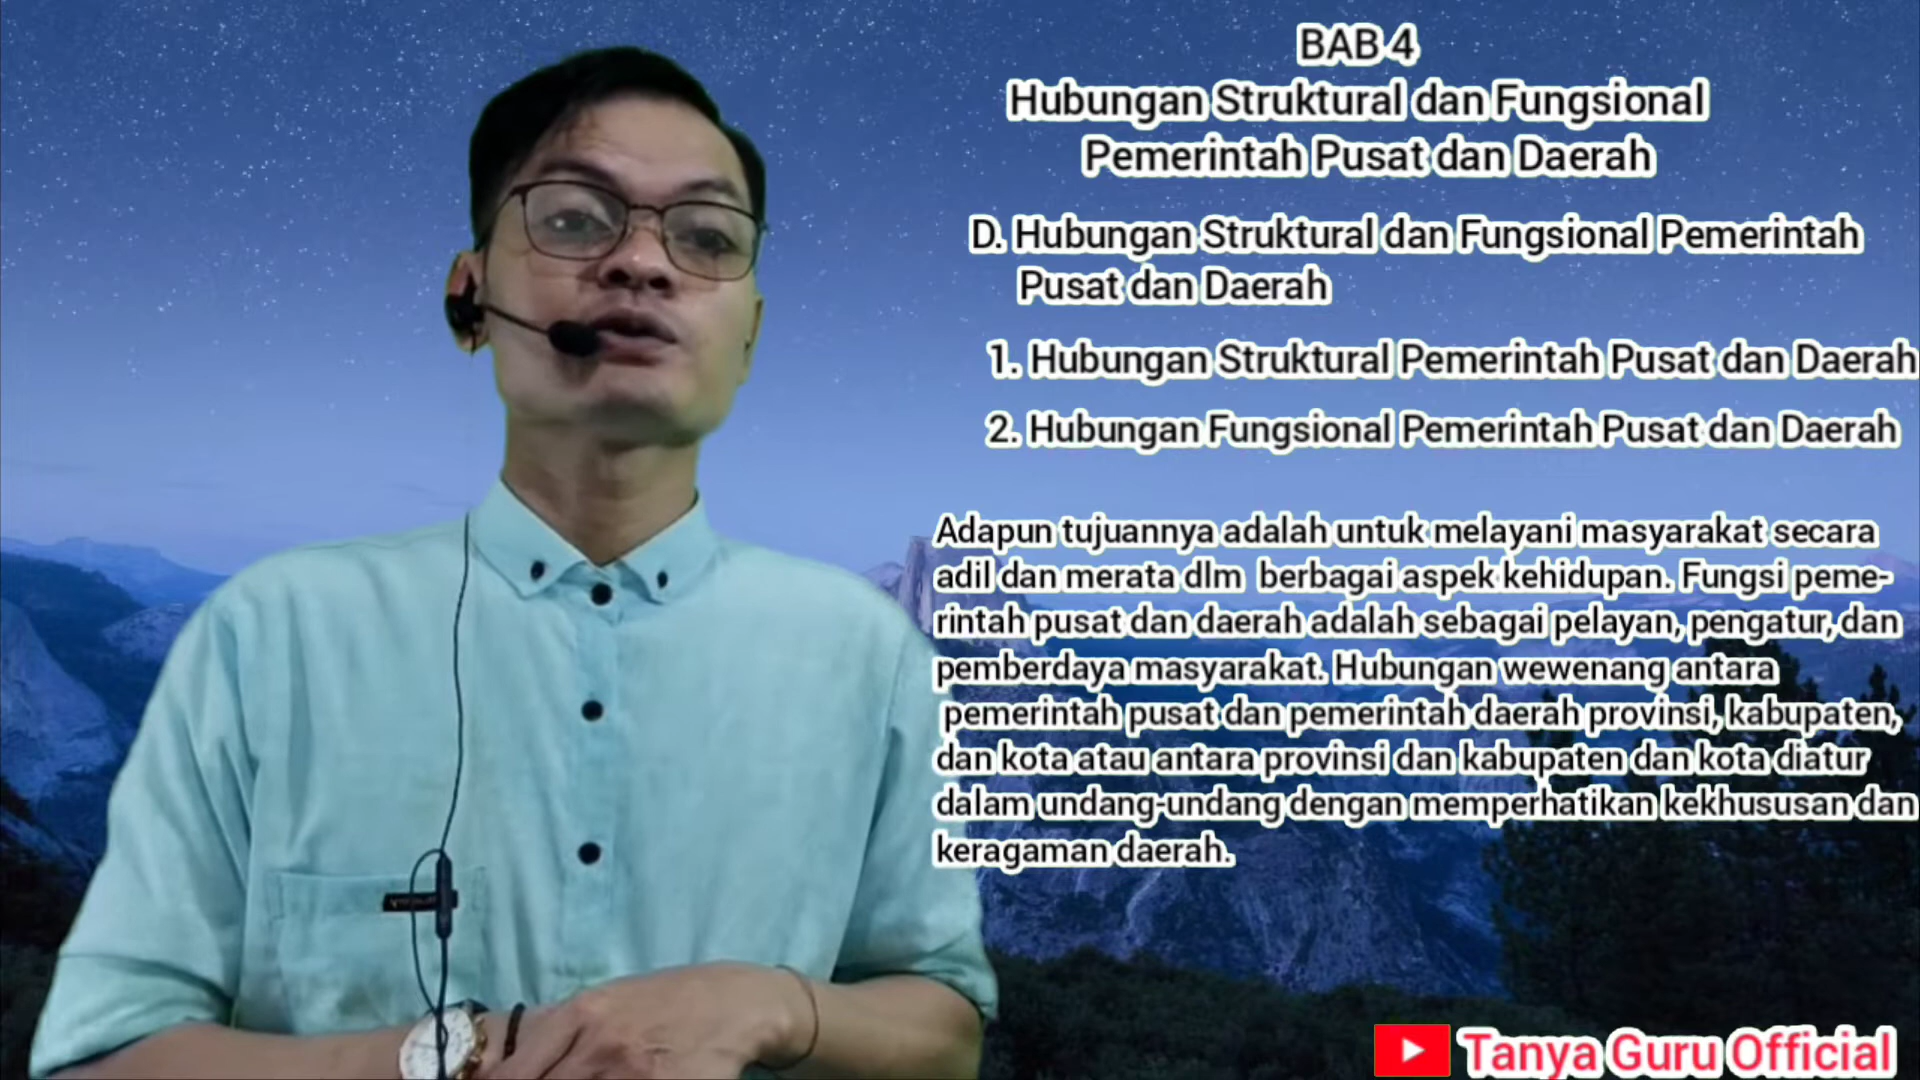 BAB 4
Hubungan Struktural dan Fungsional
Pemerintah Pusat dan Daerah
D. Hubungan Struktural dan Fungsional Pemerintah
Pusat dan Daerah
1. Hubungan Struktural Pemerintah Pusat dan Daerah
2. Hubungan Fungsional Pemerintah Pusat dan Daerah
Adapun tujuannya adalah untuk melayani masyarakat secara
adil dan merata dlm berbagai aspek kehidupan. Fungsi peme-
rintah pusat dan daerah adalah sebagai pelayan, pengatur, dan
pemberdaya masyarakat. Hubungan wewenang antara
pemerintah pusat dan pemerintah daerah provinsi, kabupaten,
dan kota atau antara provinsi dan kabupaten dan kota diatur
dalam undang-undang dengan memperhatikan kekhususan dan
keragaman daerah.
Tanya Guru Official